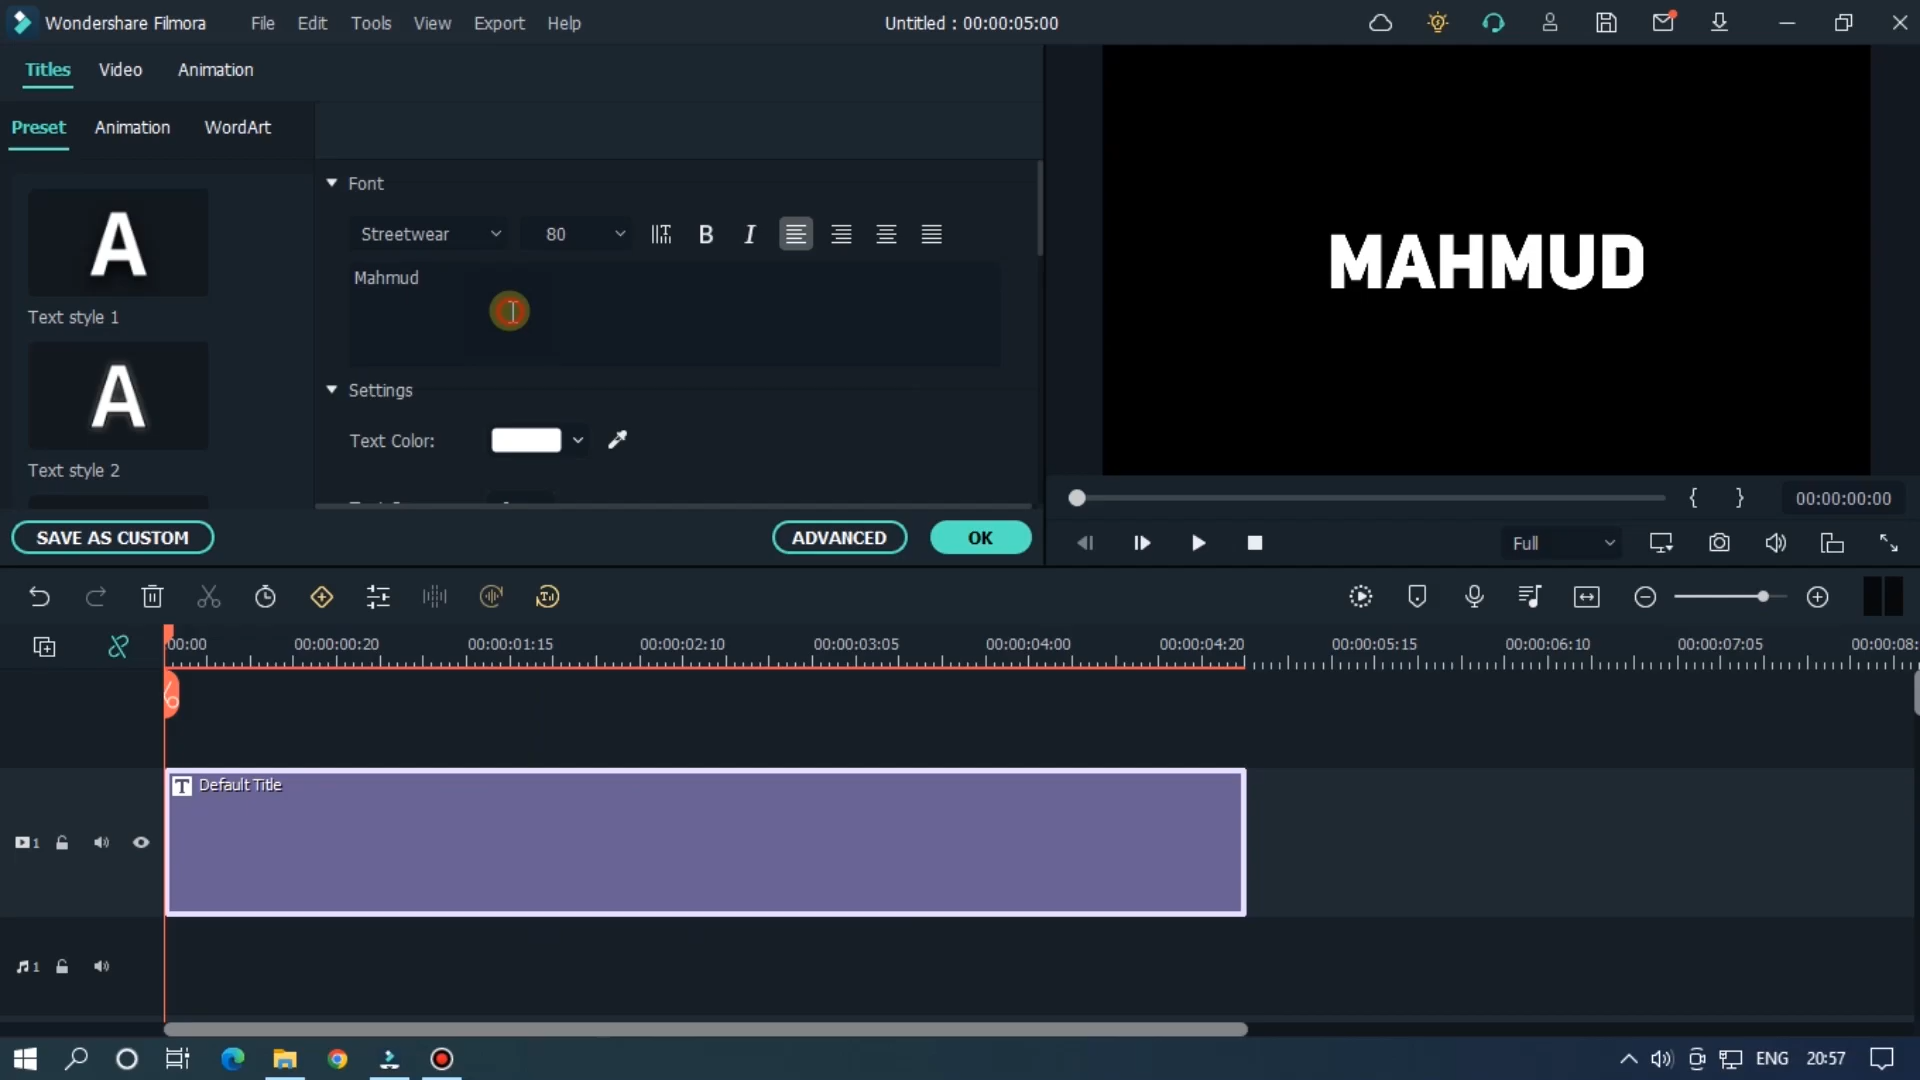 Wondershare Filmora File Edit Tools View Export Help Untitled : 00:00:05:00
Titles Video Animation
Preset Animation WordArt
Font
A
Streetwear 80 B I
Mahmud
MAHMUD
Text style 1
Settings
A
Text Color:
Text style 2
00:00:00:00
SAVE AS CUSTOM ADVANCED OK
Full
00:00 00:00:00:20 00:00:01:15 00:00:02:10 00:00:03:05 00:00:04:00 00:00:04:20 00:00:05:15 00:00:06:10 00:00:07:05 00:00:08:
T Default Title
1
1
ENG 20:57